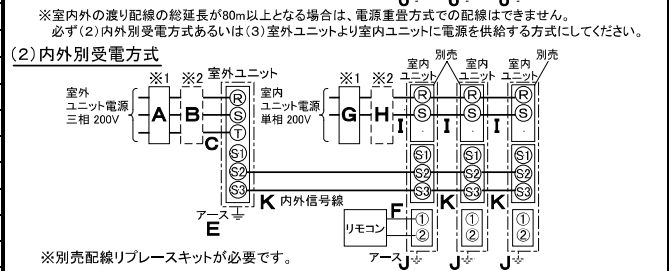 ※室内外の渡り配線の総延長が80m以上となる場合は、電源重畳方式での配線はできません。
必ず(2)内外別受電方式あるいは(3)室外ユニットより室内ユニットに電源を供給する方式にしてください。
(2)内外別受電方式
※1 ※2 室外ユニット
室外
ユニット電源
三相 200V
A B C
R
S
T
S1
S2
S3
アース
E
K 内外信号線
※1 ※2
室内
ユニット電源
単相 200V
G H
室内
ユニット
別売
室内
ユニット
別売
室内
ユニット
R R R
S S S
I I I
S1 S1 S1
S2 S2 S2
S3 S3 S3
K K
F
リモコン
① ① ①
② ② ②
アース J J J
※別売配線リプレースキットが必要です。